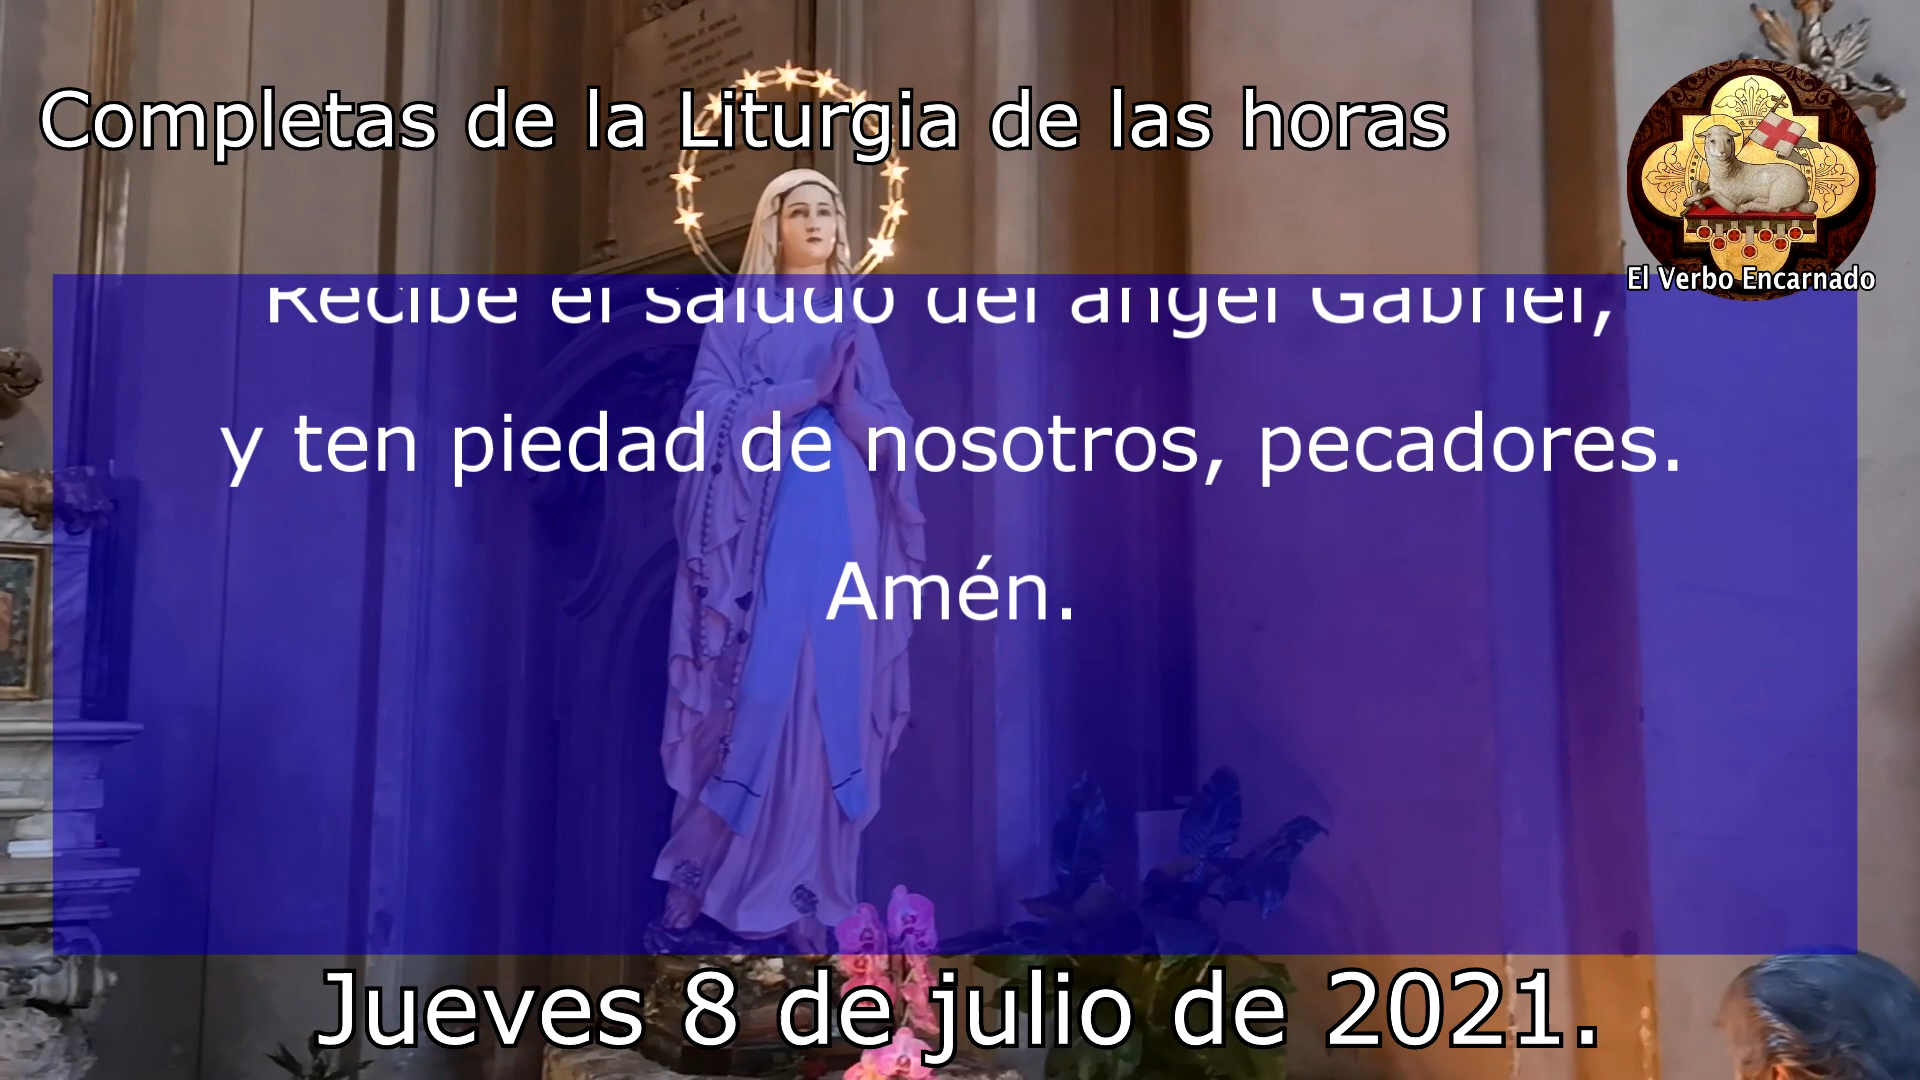 Completas de la Liturgia de las horas
El Verbo Encarnado
Recibe el saludo del ángel Gabriel,
y ten piedad de nosotros, pecadores.
Amén.
Jueves 8 de julio de 2021.